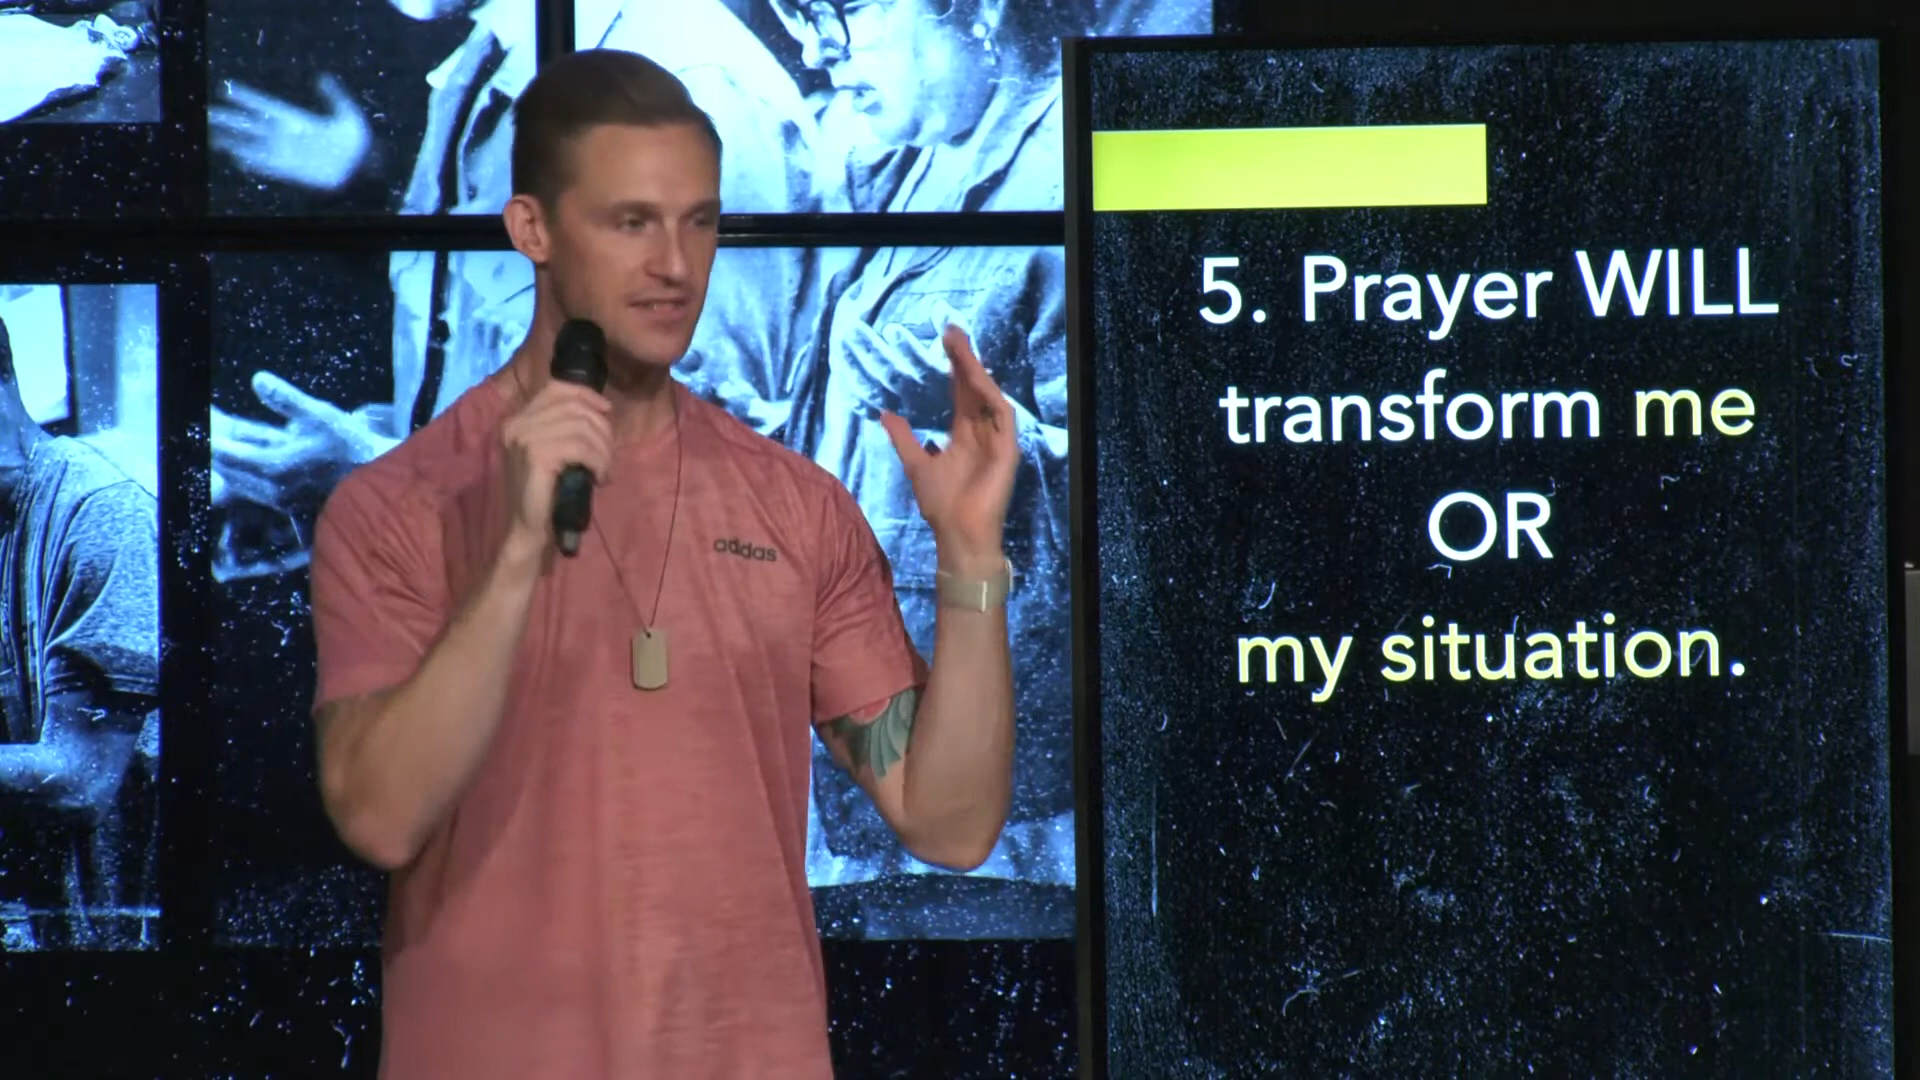 adidas
5. Prayer WILL
transform me
OR
my situation.